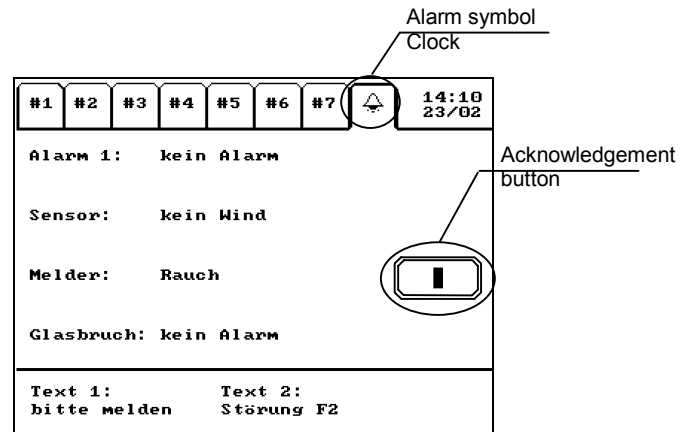 Alarm symbol
Clock
#1 #2 #3 #4 #5 #6 #7 14:10
23/02
Alarm 1: kein Alarm
Acknowledgement
button
Sensor: kein Wind
Melder: Rauch
Glasbruch: kein Alarm
Text 1: Text 2:
bitte melden Störung F2